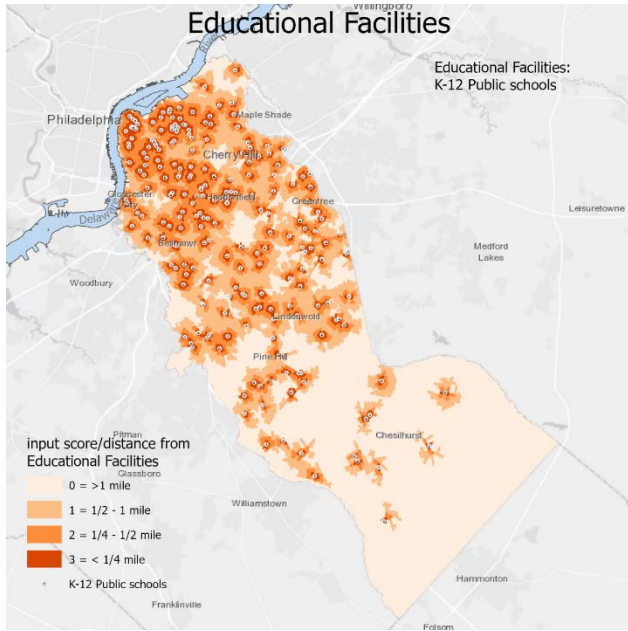 Educational Facilities
Willingboro
River
Educational Facilities:
K-12 Public schools
Philadelphia
Maple Shade
Cherry Hill
Gloucester
City
Haddonfield
Greentree
Delaware
Bellmawr
Leisuretowne
Medford
Lakes
Woodbury
Lindenwold
Pine Hill
Pitman
Chesilhurst
input score/distance from
Educational Facilities
Glassboro
0 = >1 mile
1 = 1/2 - 1 mile
2 = 1/4 - 1/2 mile
3 = < 1/4 mile
K-12 Public schools
Williamstown
Hammonton
Franklinville
Folsom